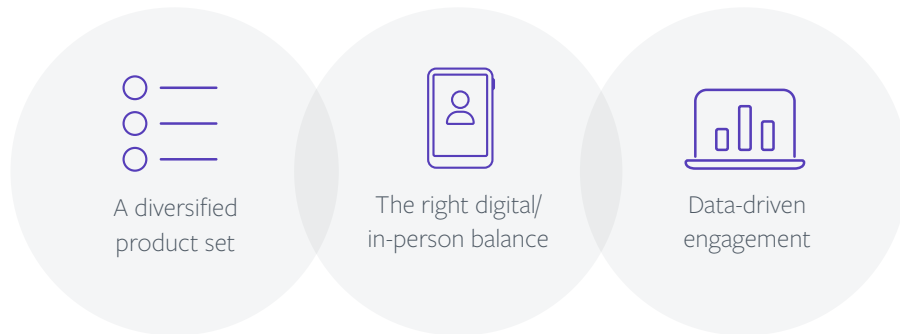 A diversified
product set
The right digital/
in-person balance
Data-driven
engagement